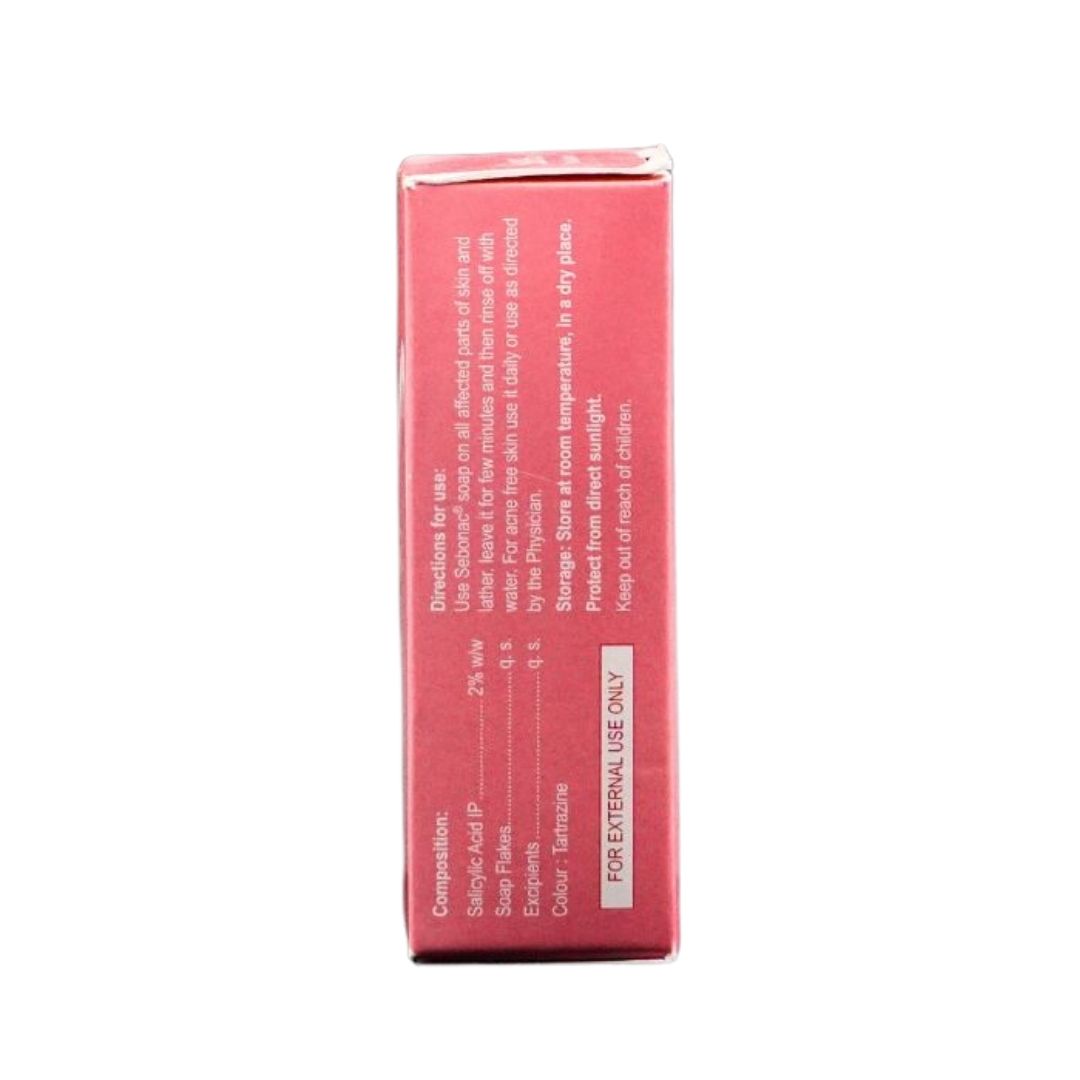 Composition:
Salicylic Acid IP.................... 2% w/w
Soap Flakes.............................. q. s.
Excipients ................................ q. s.
Colour : Tartrazine
FOR EXTERNAL USE ONLY
Directions for use:
Use Sebonac® soap on all affected parts of skin and
lather, leave it for few minutes and then rinse off with
water. For acne free skin use it daily or use as directed
by the Physician.
Storage: Store at room temperature, in a dry place.
Protect from direct sunlight.
Keep out of reach of children.